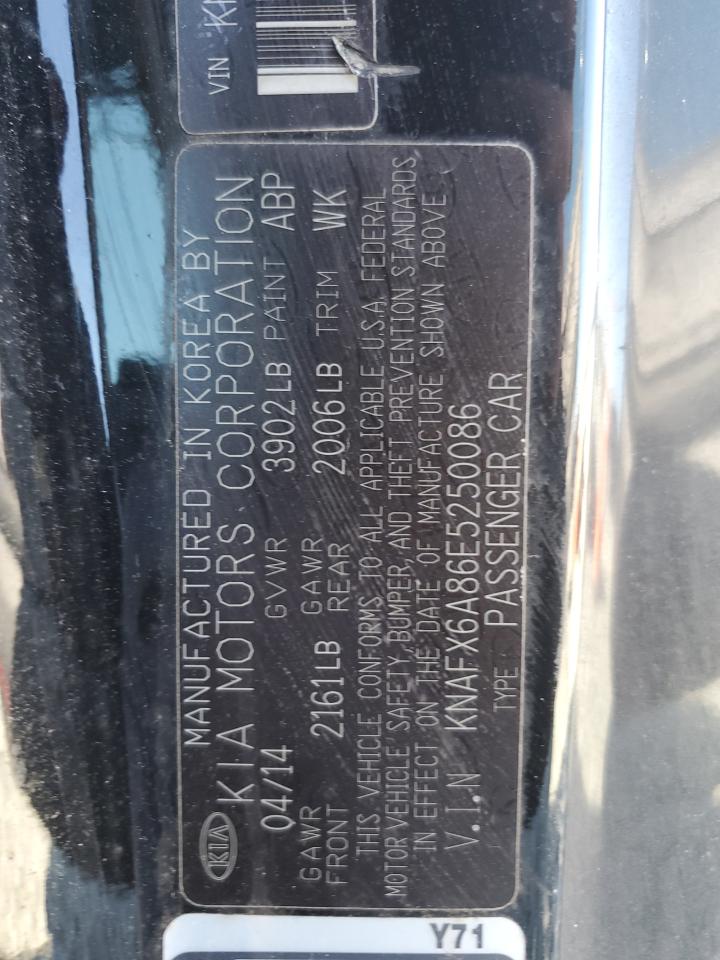 VIN
KIA
MANUFACTURED IN KOREA BY
KIA MOTORS CORPORATION
04/14 GVWR 3902LB PAINT ABP
GAWR FRONT 2161LB GAWR REAR 2006LB TRIM WK
THIS VEHICLE CONFORMS TO ALL APPLICABLE U.S.A. FEDERAL
MOTOR VEHICLE SAFETY, BUMPER, AND THEFT PREVENTION STANDARDS
IN EFFECT ON THE DATE OF MANUFACTURE SHOWN ABOVE.
V.I.N KNAFX6A86E5250086
TYPE : PASSENGER CAR
Y71